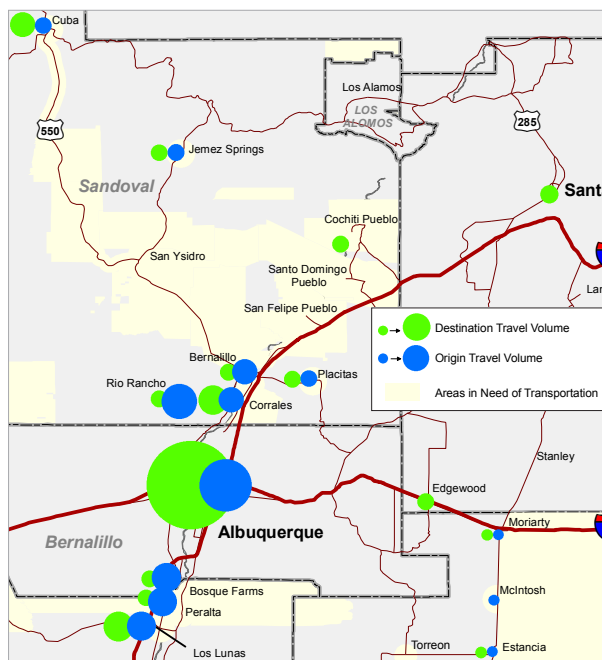 Cuba
Los Alamos
LOS
ALAMOS
550
285
Jemez Springs
Sandoval
Sant
Cochiti Pueblo
San Ysidro
Santo Domingo
Pueblo
Lan
San Felipe Pueblo
Destination Travel Volume
Bernalillo
Origin Travel Volume
Placitas
Rio Rancho
Areas in Need of Transportation
Corrales
Stanley
Edgewood
Moriarty
Albuquerque
Bernalillo
Bosque Farms
McIntosh
Peralta
Torreon
Estancia
Los Lunas